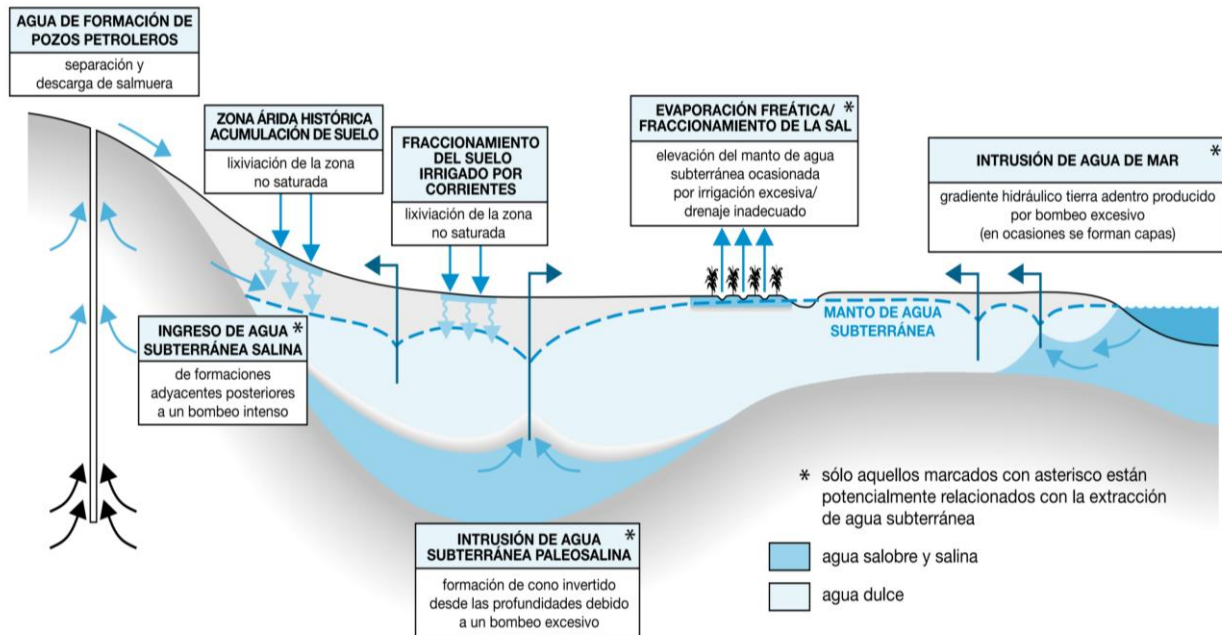 AGUA DE FORMACIÓN DE
POZOS PETROLEROS
separación y
descarga de salmuera
ZONA ÁRIDA HISTÓRICA
ACUMULACIÓN DE SUELO
lixiviación de la zona
no saturada
FRACCIONAMIENTO
DEL SUELO
IRRIGADO POR
CORRIENTES
lixiviación de la zona
no saturada
EVAPORACIÓN FREÁTICA/ *
FRACCIONAMIENTO DE LA SAL
elevación del manto de agua
subterránea ocasionada
por irrigación excesiva/
drenaje inadecuado
INTRUSIÓN DE AGUA DE MAR *
gradiente hidráulico tierra adentro producido
por bombeo excesivo
(en ocasiones se forman capas)
MANTO DE AGUA
SUBTERRÁNEA
INGRESO DE AGUA *
SUBTERRÁNEA SALINA
de formaciones
adyacentes posteriores
a un bombeo intenso
INTRUSIÓN DE AGUA *
SUBTERRÁNEA PALEOSALINA
formación de cono invertido
desde las profundidades debido
a un bombeo excesivo
* sólo aquellos marcados con asterisco están
potencialmente relacionados con la extracción
de agua subterránea
agua salobre y salina
agua dulce